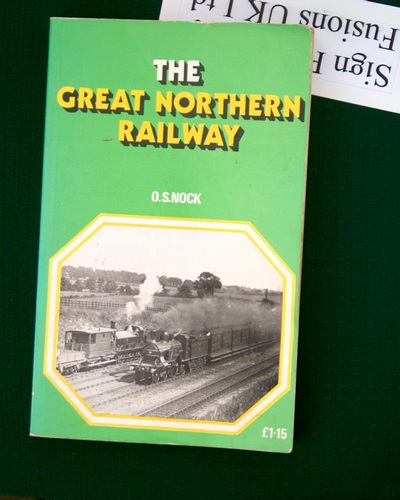 THE
GREAT NORTHERN
RAILWAY
O.S.NOCK
£1·15
Sign F
Fusions UK Ltd